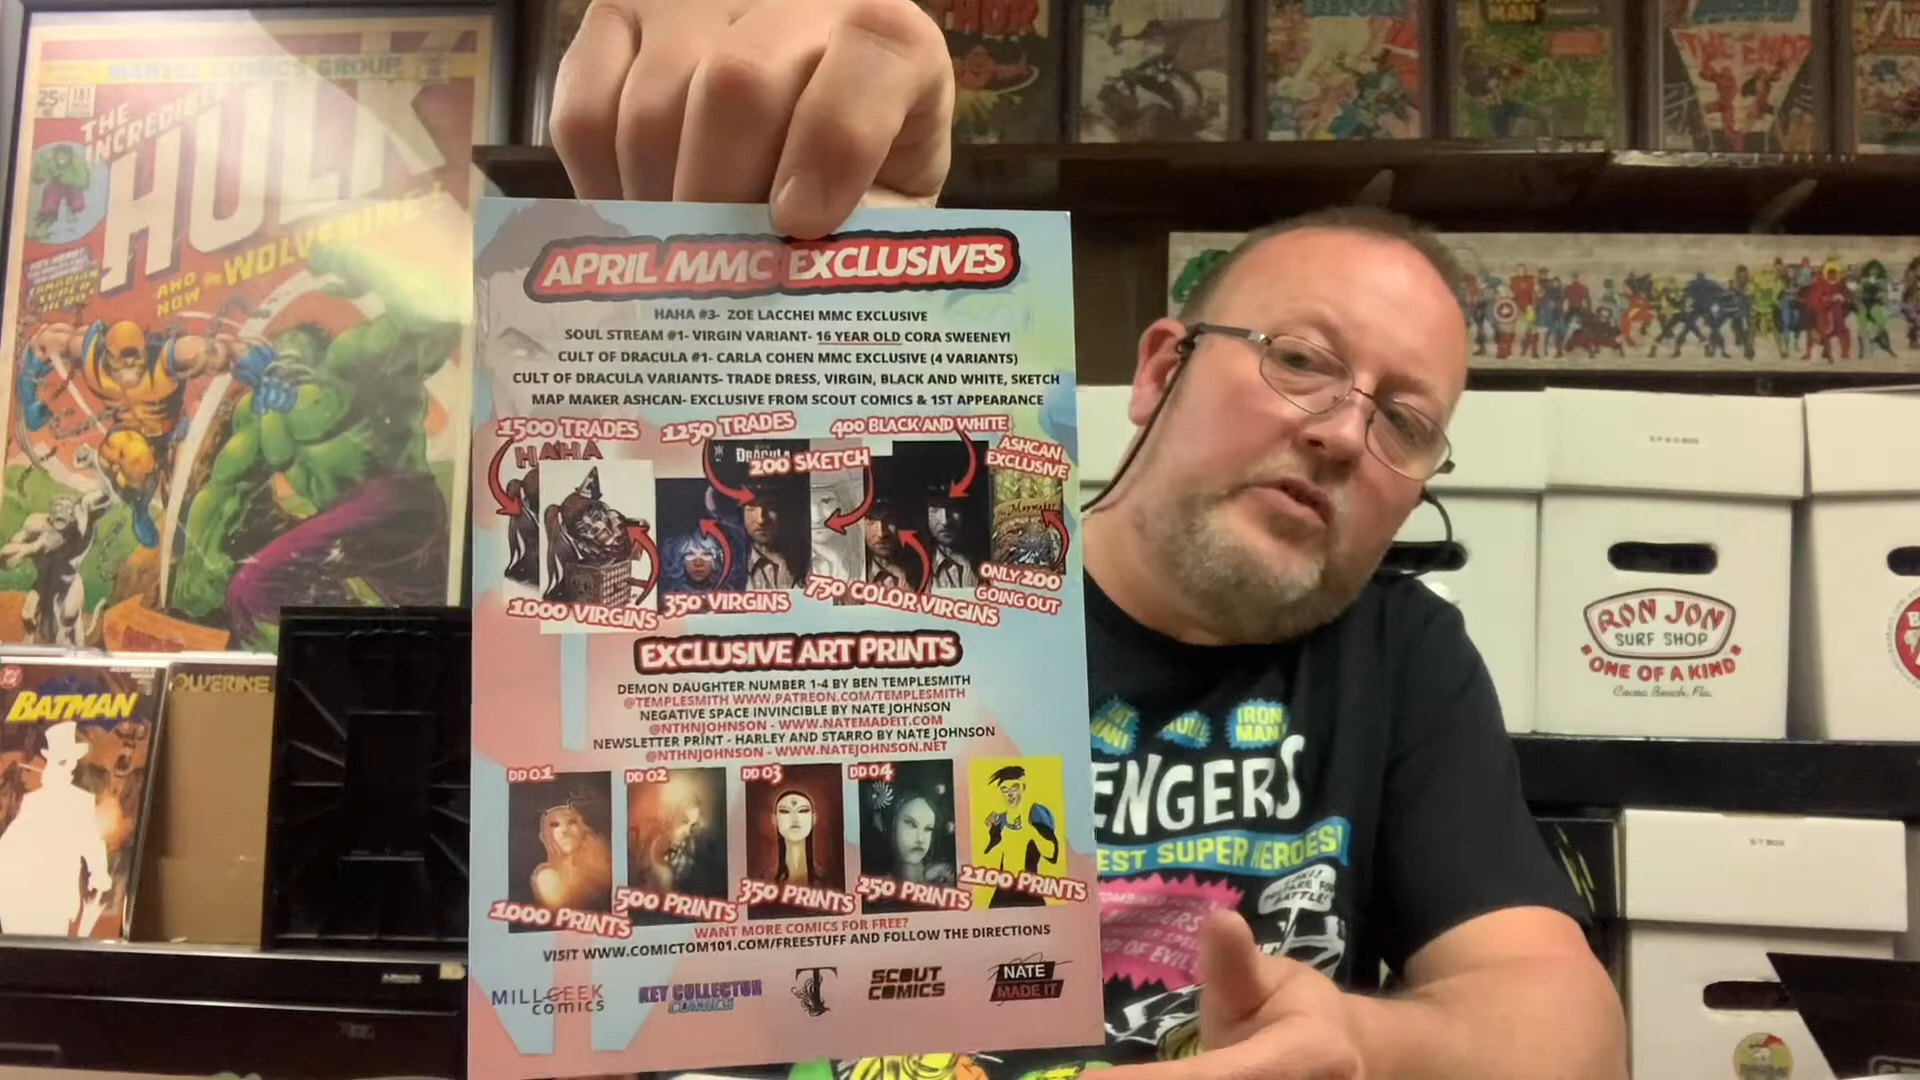 MARVEL COMICS GROUP
25¢
181
THE
INCREDIBLE
HULK
AND
NOW
WOLVERINE!
THOR
MAN
THE END?
APRIL MMC EXCLUSIVES
HAHA #3- ZOE LACCHEI MMC EXCLUSIVE
SOUL STREAM #1- VIRGIN VARIANT- 16 YEAR OLD CORA SWEENEY!
CULT OF DRACULA #1- CARLA COHEN MMC EXCLUSIVE (4 VARIANTS)
CULT OF DRACULA VARIANTS- TRADE DRESS, VIRGIN, BLACK AND WHITE, SKETCH
MAP MAKER ASHCAN- EXCLUSIVE FROM SCOUT COMICS & 1ST APPEARANCE
1500 TRADES
1250 TRADES
400 BLACK AND WHITE
ASHCAN
EXCLUSIVE
HAHA
200 SKETCH
1000 VIRGINS
350 VIRGINS
750 COLOR VIRGINS
ONLY 200
GOING OUT
EXCLUSIVE ART PRINTS
DEMON DAUGHTER NUMBER 1-4 BY BEN TEMPLESMITH
@TEMPLESMITH WWW.PATREON.COM/TEMPLESMITH
NEGATIVE SPACE INVINCIBLE BY NATE JOHNSON
@NTHNJOHNSON - WWW.NATEMADEIT.COM
NEWSLETTER PRINT - HARLEY AND STARRO BY NATE JOHNSON
@NTHNJOHNSON - WWW.NATEJOHNSON.NET
DD 01
DD 02
DD 03
DD 04
1000 PRINTS
500 PRINTS
350 PRINTS
250 PRINTS
2100 PRINTS
WANT MORE COMICS FOR FREE?
VISIT WWW.COMICTOM101.COM/FREESTUFF AND FOLLOW THE DIRECTIONS
MILL GEEK
COMICS
KEY COLLECTOR
COMICS
T
SCOUT
COMICS
NATE
MADE IT
BATMAN
OLVERINE
IRON
MAN!
ENGERS
EST SUPER HEROES!
RON JON
SURF SHOP
ONE OF A KIND
Cocoa Beach, Fla.